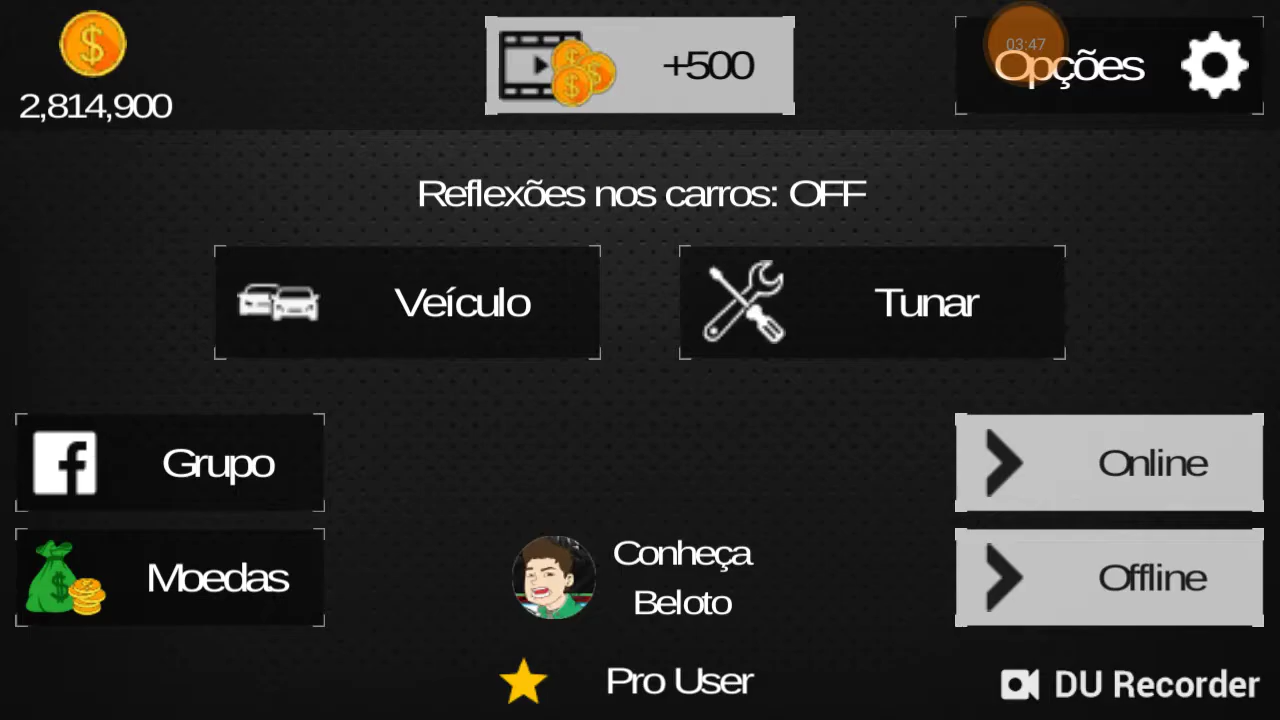 2,814,900
+500
03:47
Opções
Reflexões nos carros: OFF
Veículo
Tunar
Grupo
Online
Moedas
Conheça
Beloto
Offline
Pro User
DU Recorder